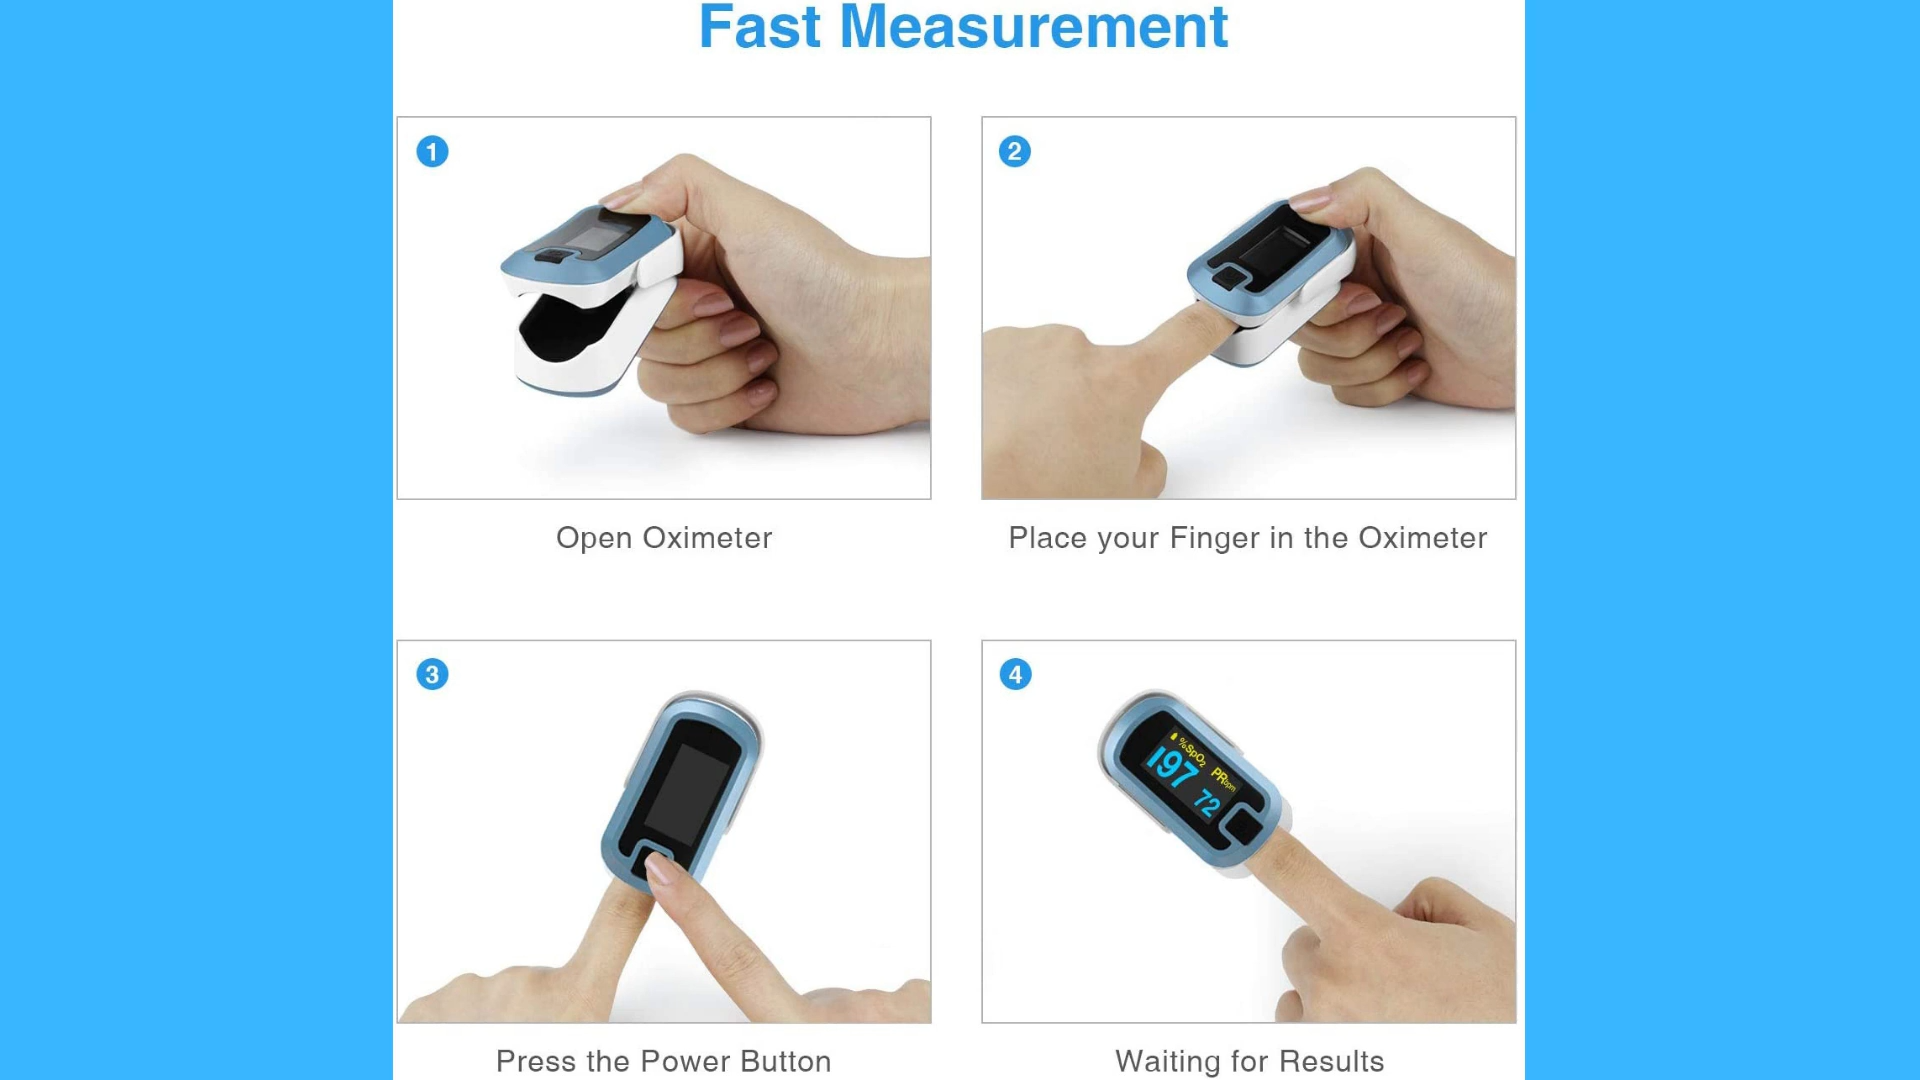 Fast Measurement
1
2
Open Oximeter
Place your Finger in the Oximeter
3
4
%SpO₂
PRbpm
97
72
Press the Power Button
Waiting for Results